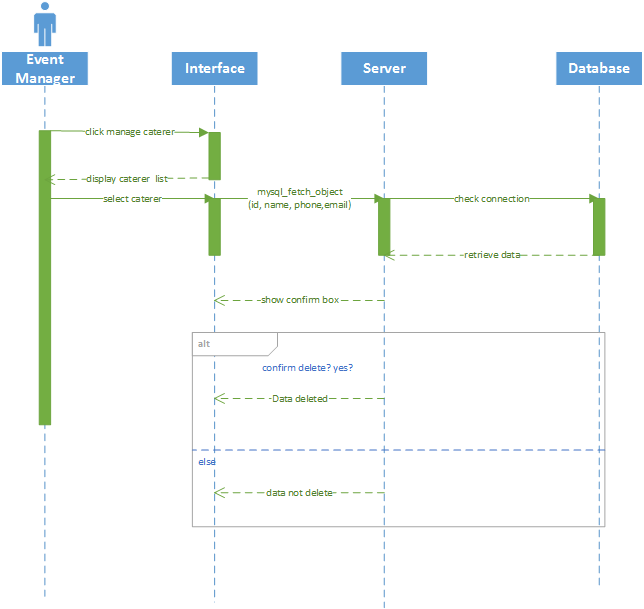 Event
Manager
Interface
Server
Database
click manage caterer
display caterer list
select caterer
mysql_fetch_object
(id, name, phone,email)
check connection
retrieve data
show confirm box
alt
confirm delete? yes?
Data deleted
else
data not delete